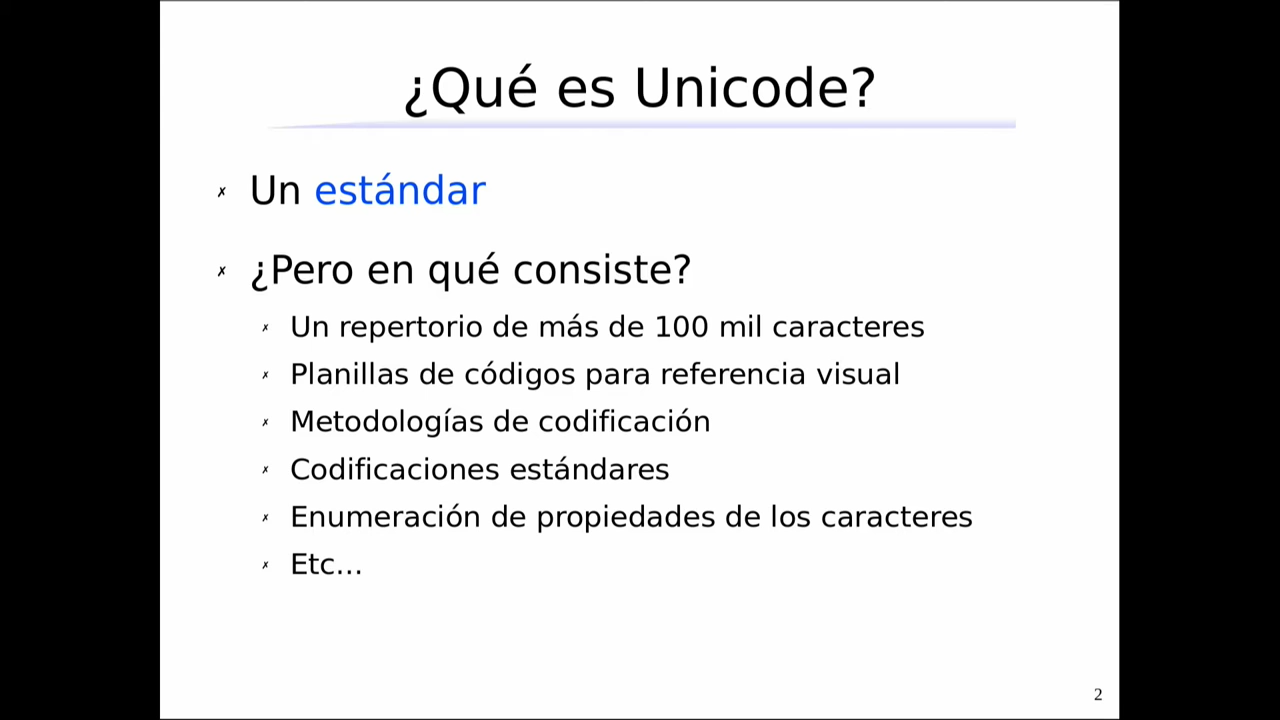 ¿Qué es Unicode?
✗ Un estándar
✗ ¿Pero en qué consiste?
✗ Un repertorio de más de 100 mil caracteres
✗ Planillas de códigos para referencia visual
✗ Metodologías de codificación
✗ Codificaciones estándares
✗ Enumeración de propiedades de los caracteres
✗ Etc...
2